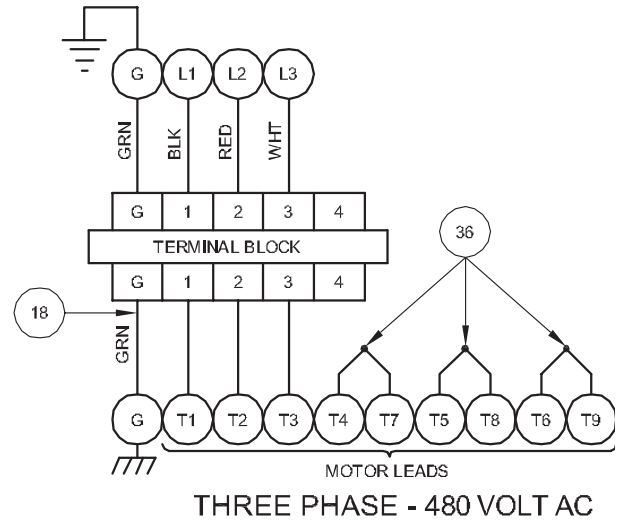 G L1 L2 L3
GRN BLK RED WHT
G 1 2 3 4
TERMINAL BLOCK
G 1 2 3 4
36
18
GRN
G T1 T2 T3 T4 T7 T5 T8 T6 T9
MOTOR LEADS
THREE PHASE - 480 VOLT AC